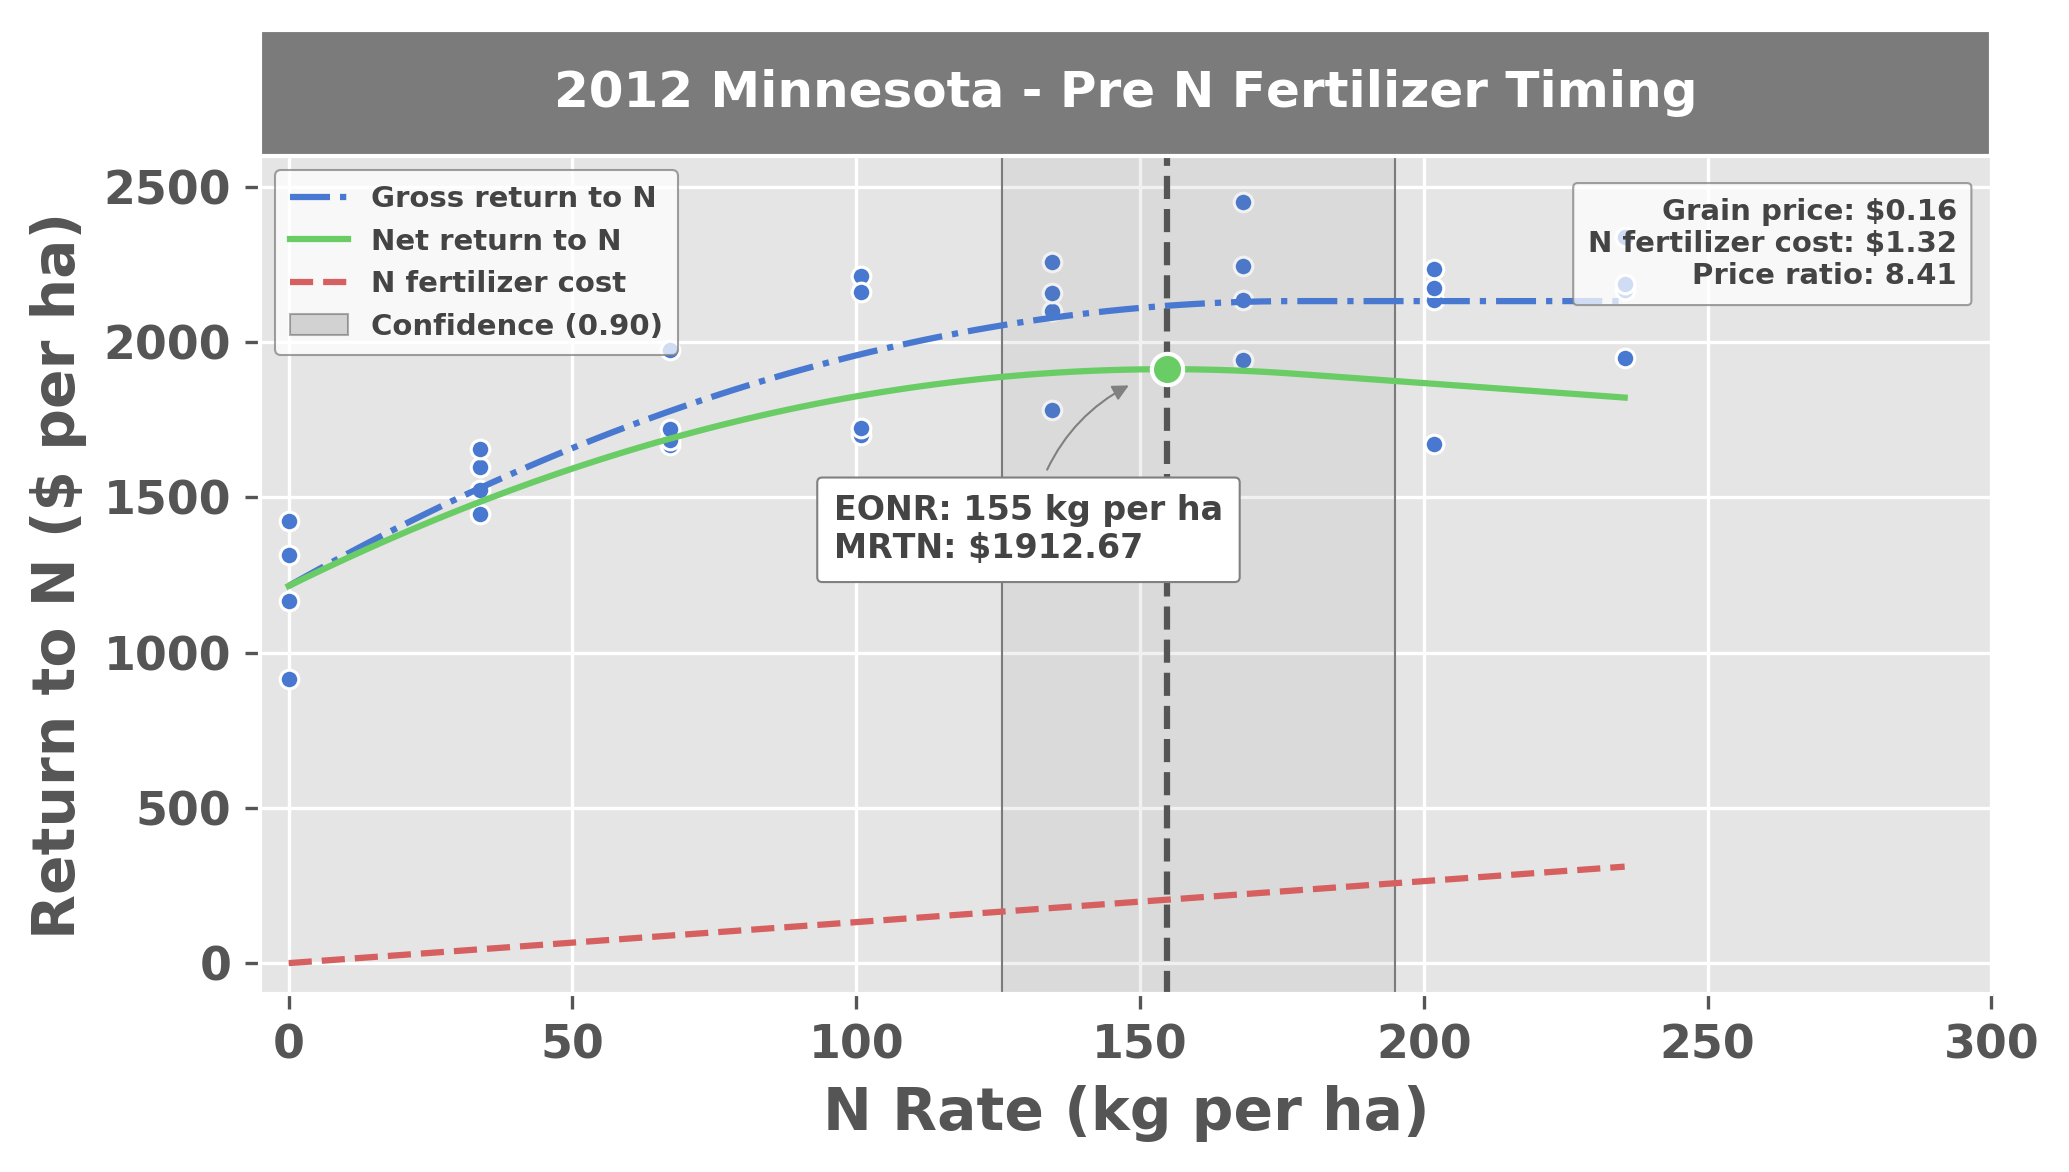 2012 Minnesota - Pre N Fertilizer Timing
Gross return to N
Net return to N
N fertilizer cost
Confidence (0.90)
Grain price: $0.16
N fertilizer cost: $1.32
Price ratio: 8.41
EONR: 155 kg per ha
MRTN: $1912.67
Return to N ($ per ha)
2500
2000
1500
1000
500
0
0 50 100 150 200 250 300
N Rate (kg per ha)